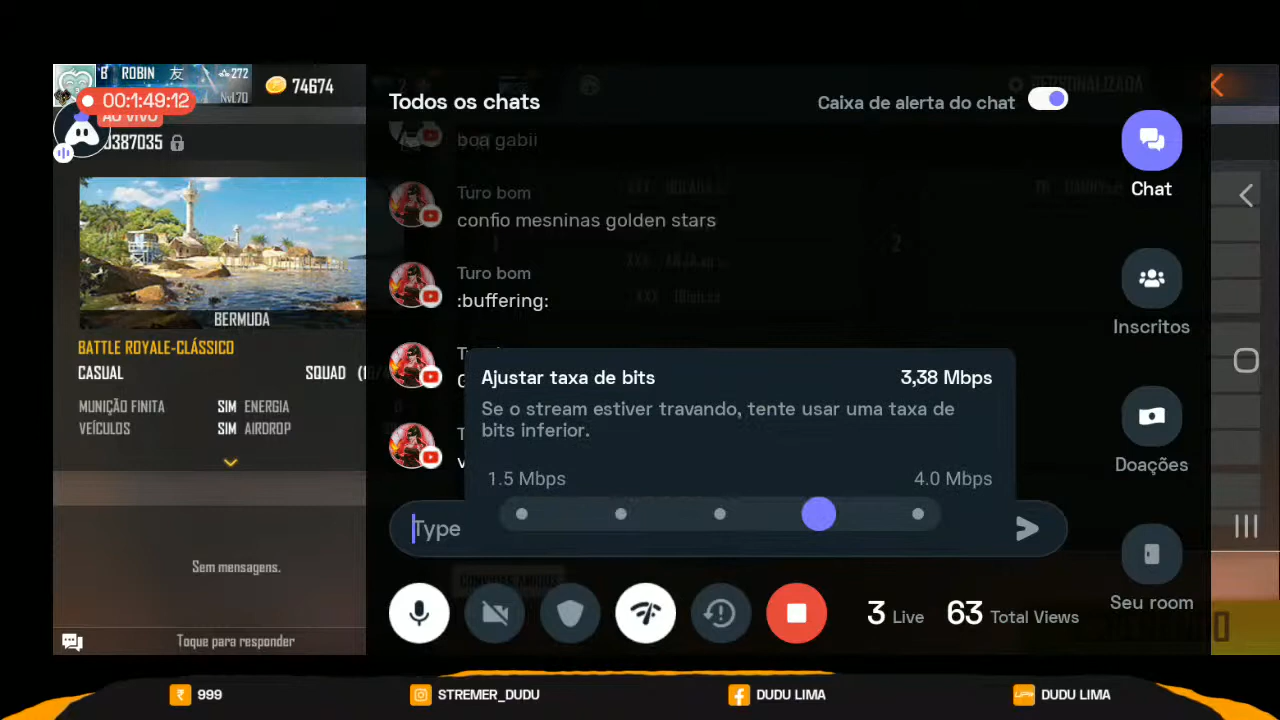 B ROBIN 友
272
Nvl.70
74674
PERSONALIZADA
00:1:49:12
AO VIVO
0387035
Todos os chats
Caixa de alerta do chat
boa gabii
Turo bom
confio mesninas golden stars
Turo bom
:buffering:
Chat
Inscritos
Doações
Seu room
BERMUDA
BATTLE ROYALE-CLÁSSICO
CASUAL
SQUAD
MUNIÇÃO FINITA
SIM
ENERGIA
VEÍCULOS
SIM
AIRDROP
Ajustar taxa de bits
3,38 Mbps
Se o stream estiver travando, tente usar uma taxa de
bits inferior.
1.5 Mbps
4.0 Mbps
Type
Sem mensagens.
Toque para responder
3 Live
63 Total Views
999
STREMER_DUDU
DUDU LIMA
DUDU LIMA